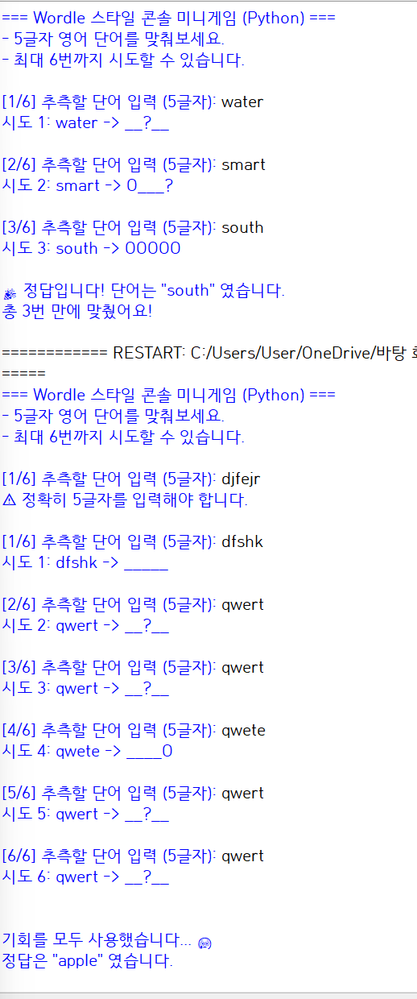 === Wordle 스타일 콘솔 미니게임 (Python) ===
- 5글자 영어 단어를 맞춰보세요.
- 최대 6번까지 시도할 수 있습니다.
[1/6] 추측할 단어 입력 (5글자): water
시도 1: water -> __?__
[2/6] 추측할 단어 입력 (5글자): smart
시도 2: smart -> O___?
[3/6] 추측할 단어 입력 (5글자): south
시도 3: south -> OOOOO
🎉 정답입니다! 단어는 "south" 였습니다.
총 3번 만에 맞췄어요!
============ RESTART: C:/Users/User/OneDrive/바탕
=====
=== Wordle 스타일 콘솔 미니게임 (Python) ===
- 5글자 영어 단어를 맞춰보세요.
- 최대 6번까지 시도할 수 있습니다.
[1/6] 추측할 단어 입력 (5글자): djfejr
⚠ 정확히 5글자를 입력해야 합니다.
[1/6] 추측할 단어 입력 (5글자): dfshk
시도 1: dfshk -> _____
[2/6] 추측할 단어 입력 (5글자): qwert
시도 2: qwert -> __?__
[3/6] 추측할 단어 입력 (5글자): qwert
시도 3: qwert -> __?__
[4/6] 추측할 단어 입력 (5글자): qwete
시도 4: qwete -> ____O
[5/6] 추측할 단어 입력 (5글자): qwert
시도 5: qwert -> __?__
[6/6] 추측할 단어 입력 (5글자): qwert
시도 6: qwert -> __?__
기회를 모두 사용했습니다... 😭
정답은 "apple" 였습니다.